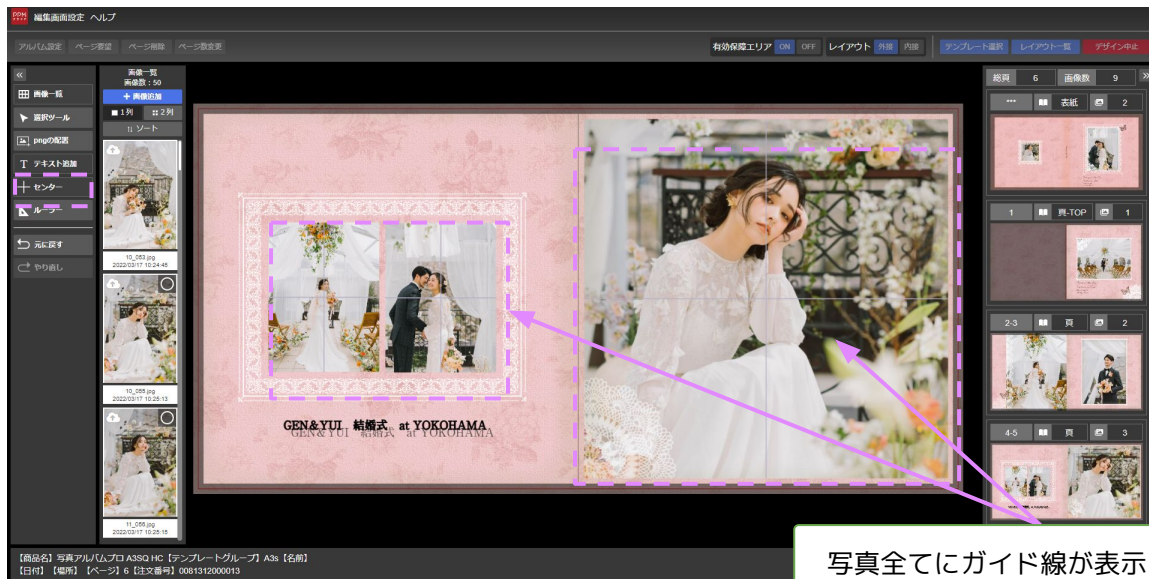 PPM
編集画面設定 ヘルプ
アルバム設定 ページ要望 ページ削除 ページ数変更
有効保障エリア ON OFF レイアウト 外接 内接 テンプレート選択 レイアウト一覧 デザイン中止
画像一覧
選択ツール
pngの配置
テキスト追加
センター
ルーラー
元に戻す
やり直し
画像一覧
画像数 : 50
+ 画像追加
1列 2列
ソート
10_053.jpg
2022/03/17 10:24:45
10_055.jpg
2022/03/17 10:25:13
11_056.jpg
2022/03/17 10:25:15
GEN&YUI 結婚式 at YOKOHAMA
GEN&YUI 結婚式 at YOKOHAMA
総頁 6 画像数 9
表紙 2
1 頁-TOP 1
2-3 頁 2
4-5 頁 3
【商品名】写真アルバムプロ A3SQ HC【テンプレートグループ】A3s【名前】
【日付】【場所】【ページ】6【注文番号】0081312000013
写真全てにガイド線が表示